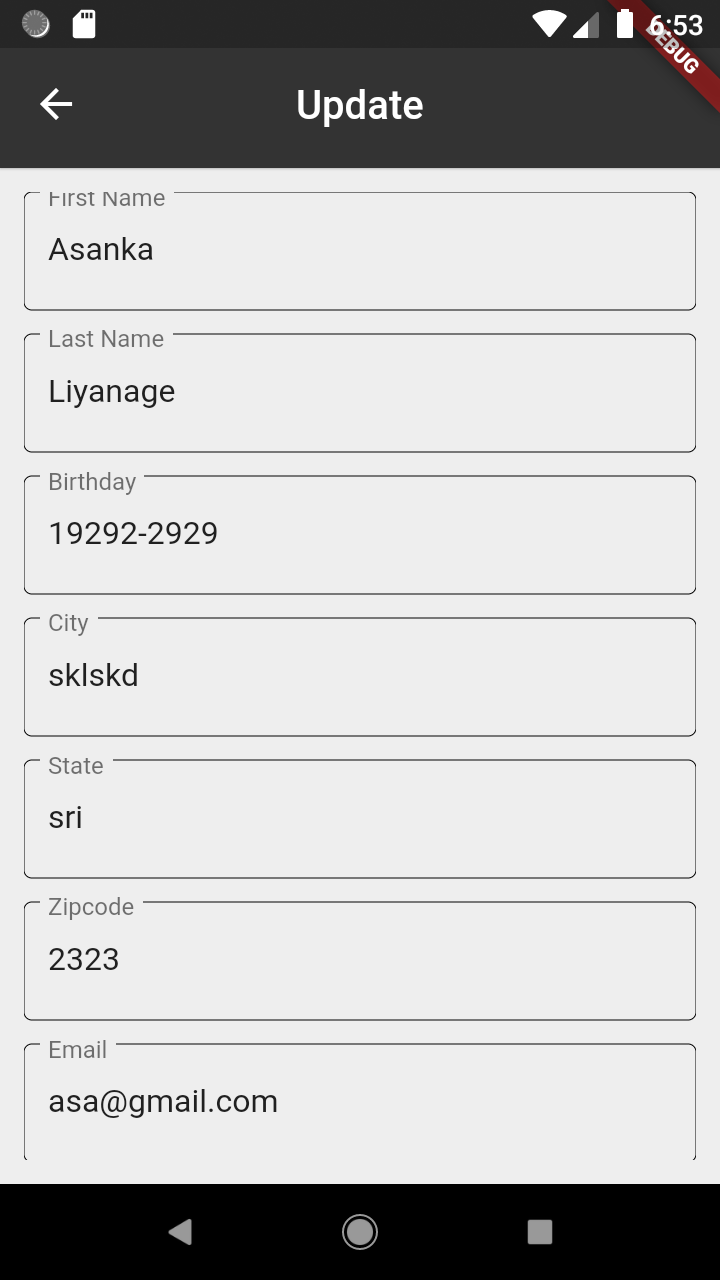 6:53
DEBUG
Update
First Name
Asanka
Last Name
Liyanage
Birthday
19292-2929
City
sklskd
State
sri
Zipcode
2323
Email
asa@gmail.com